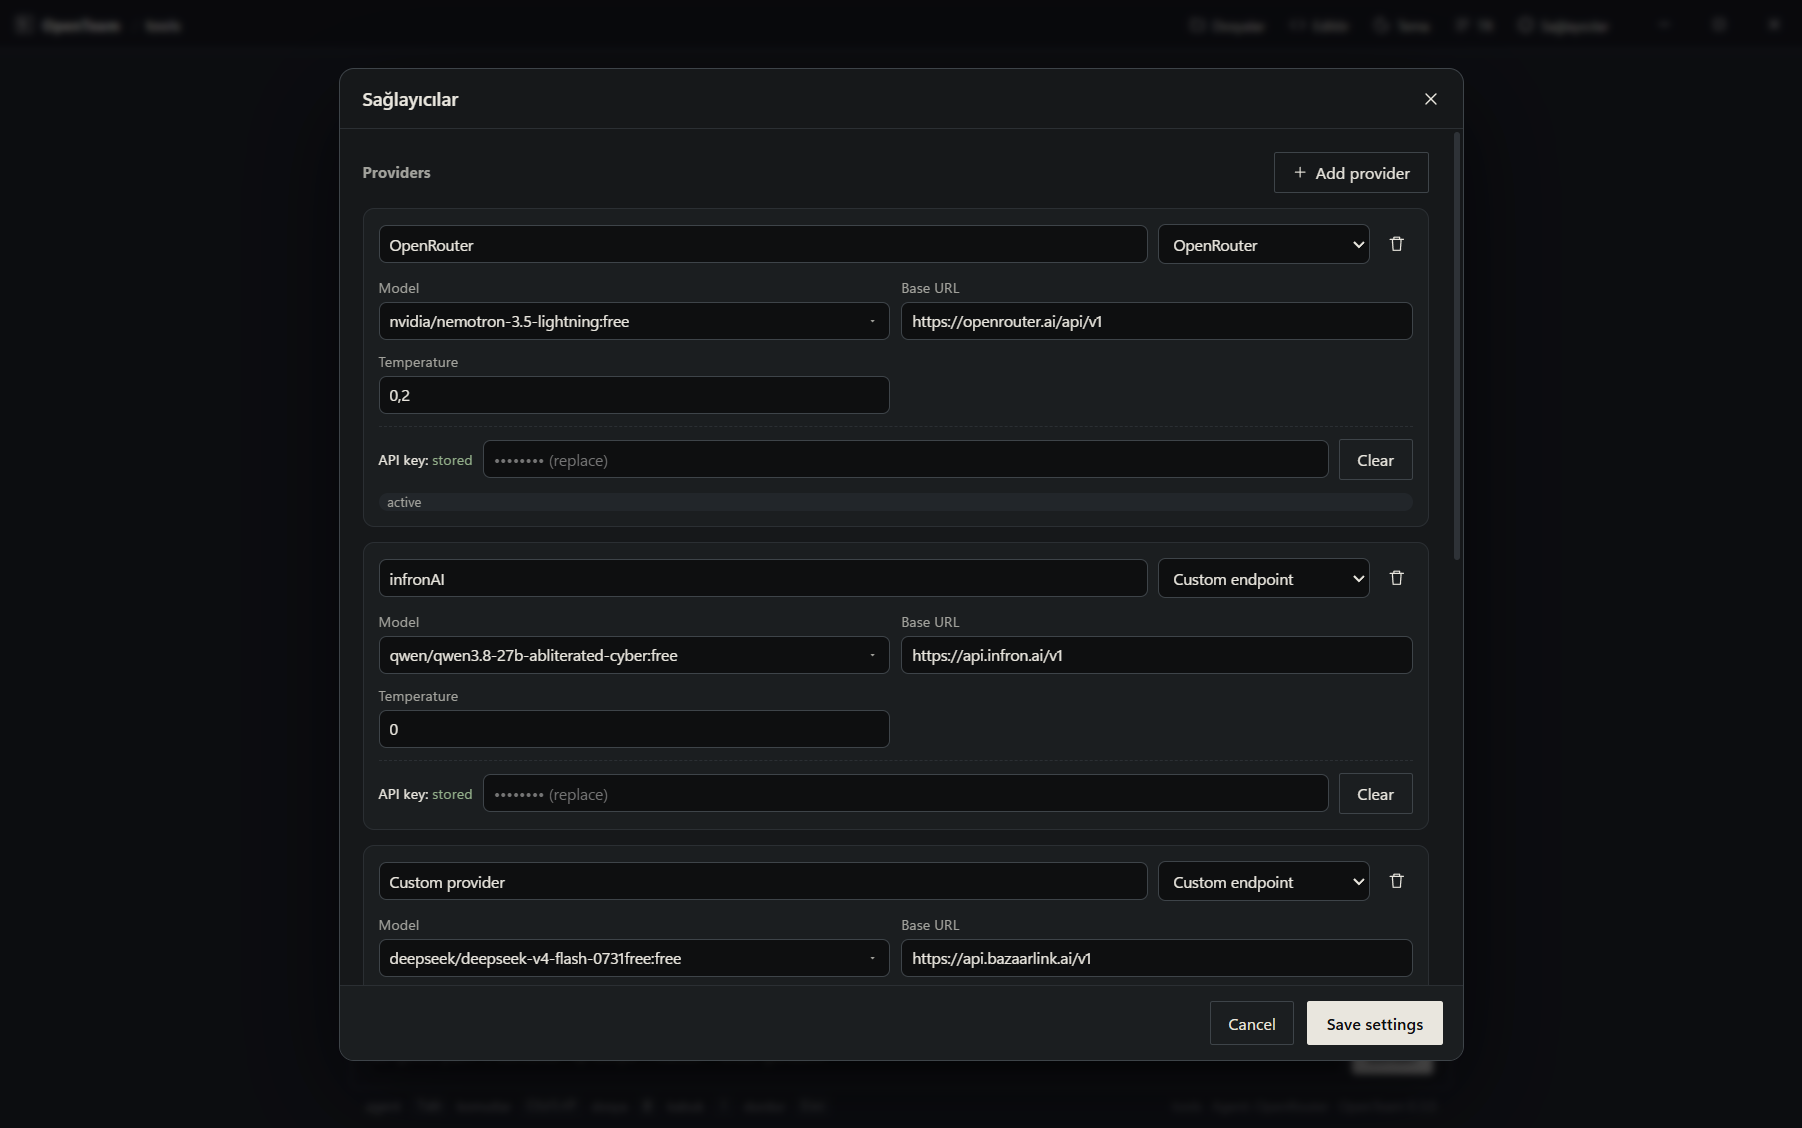 Sağlayıcılar
Providers
+ Add provider
OpenRouter
OpenRouter
Model
Base URL
nvidia/nemotron-3.5-lightning:free
https://openrouter.ai/api/v1
Temperature
0,2
API key: stored
•••••••• (replace)
Clear
active
infronAI
Custom endpoint
Model
Base URL
qwen/qwen3.8-27b-abliterated-cyber:free
https://api.infron.ai/v1
Temperature
0
API key: stored
•••••••• (replace)
Clear
Custom provider
Custom endpoint
Model
Base URL
deepseek/deepseek-v4-flash-0731free:free
https://api.bazaarlink.ai/v1
Cancel
Save settings